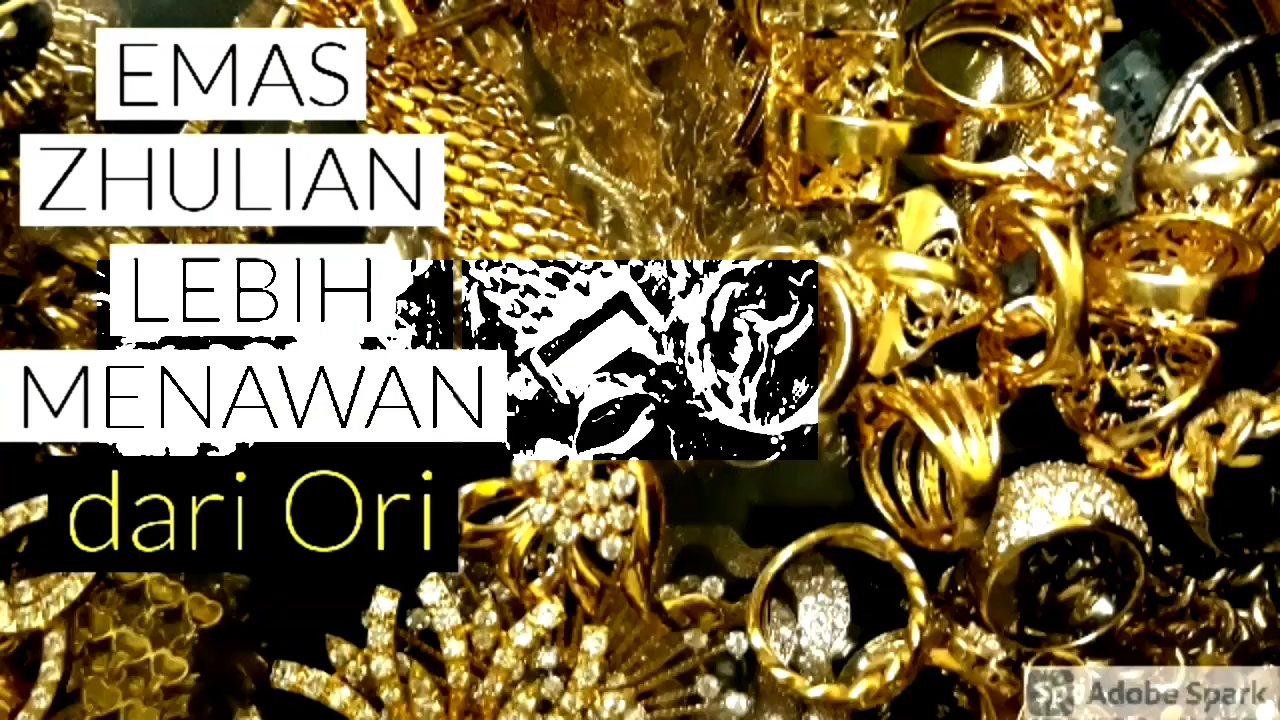 EMAS
ZHULIAN
LEBIH
MENAWAN
dari Ori
Adobe Spark